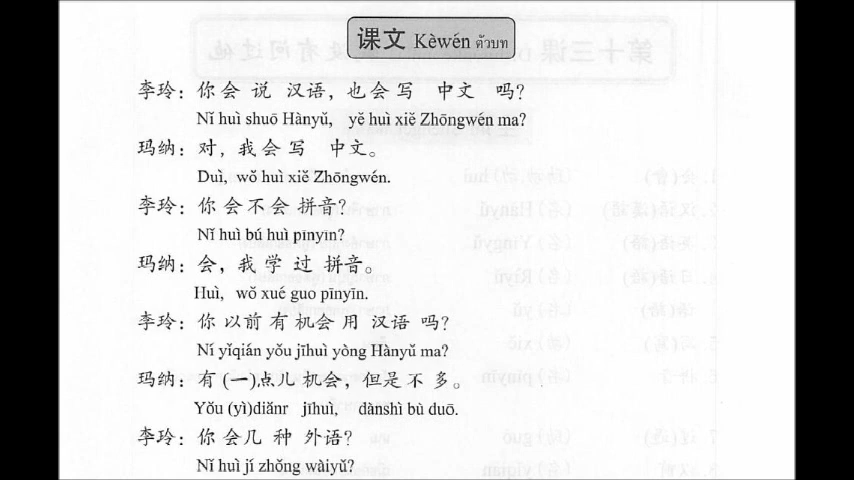 课文 Kèwén ตัวบท
李玲：你会说汉语，也会写中文吗？
Nǐ huì shuō Hànyǔ, yě huì xiě Zhōngwén ma?
玛纳：对，我会写中文。
Duì, wǒ huì xiě Zhōngwén.
李玲：你会不会拼音？
Nǐ huì bú huì pīnyīn?
玛纳：会，我学过拼音。
Huì, wǒ xué guo pīnyīn.
李玲：你以前有机会用汉语吗？
Ní yǐqián yǒu jīhuì yòng Hànyǔ ma?
玛纳：有(一)点儿机会，但是不多。
Yǒu (yì)diǎnr jīhuì, dànshì bù duō.
李玲：你会几种外语？
Nǐ huì jí zhǒng wàiyǔ?